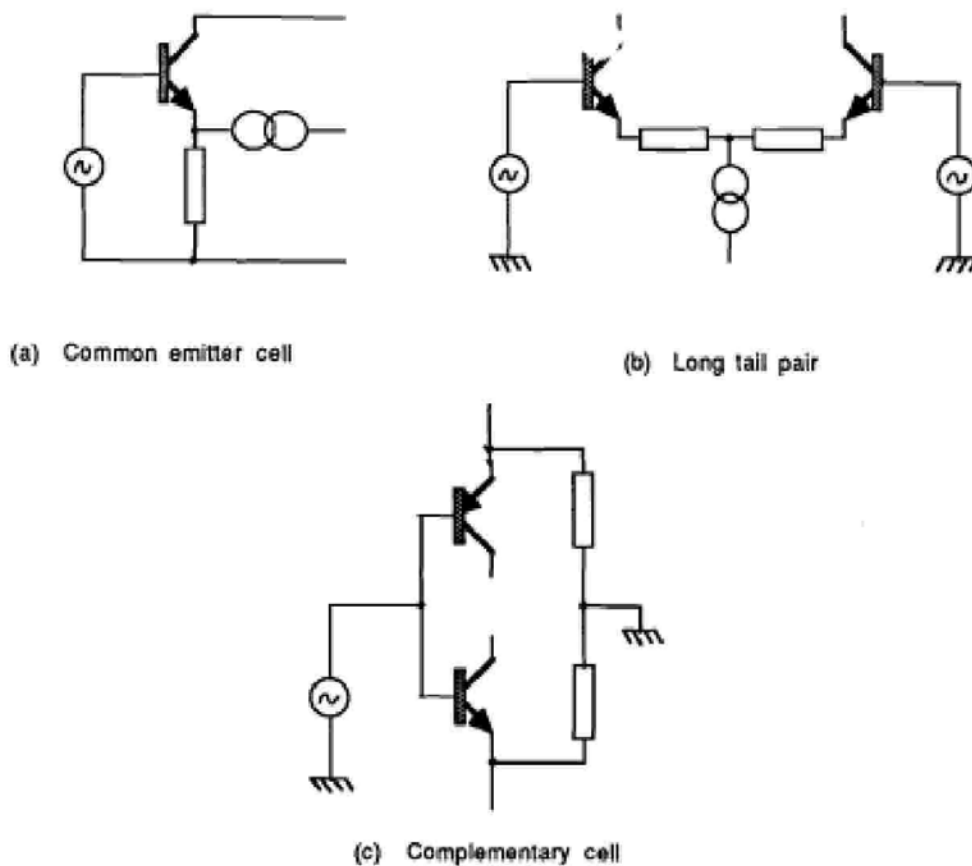 (a) Common emitter cell
(b) Long tail pair
(c) Complementary cell